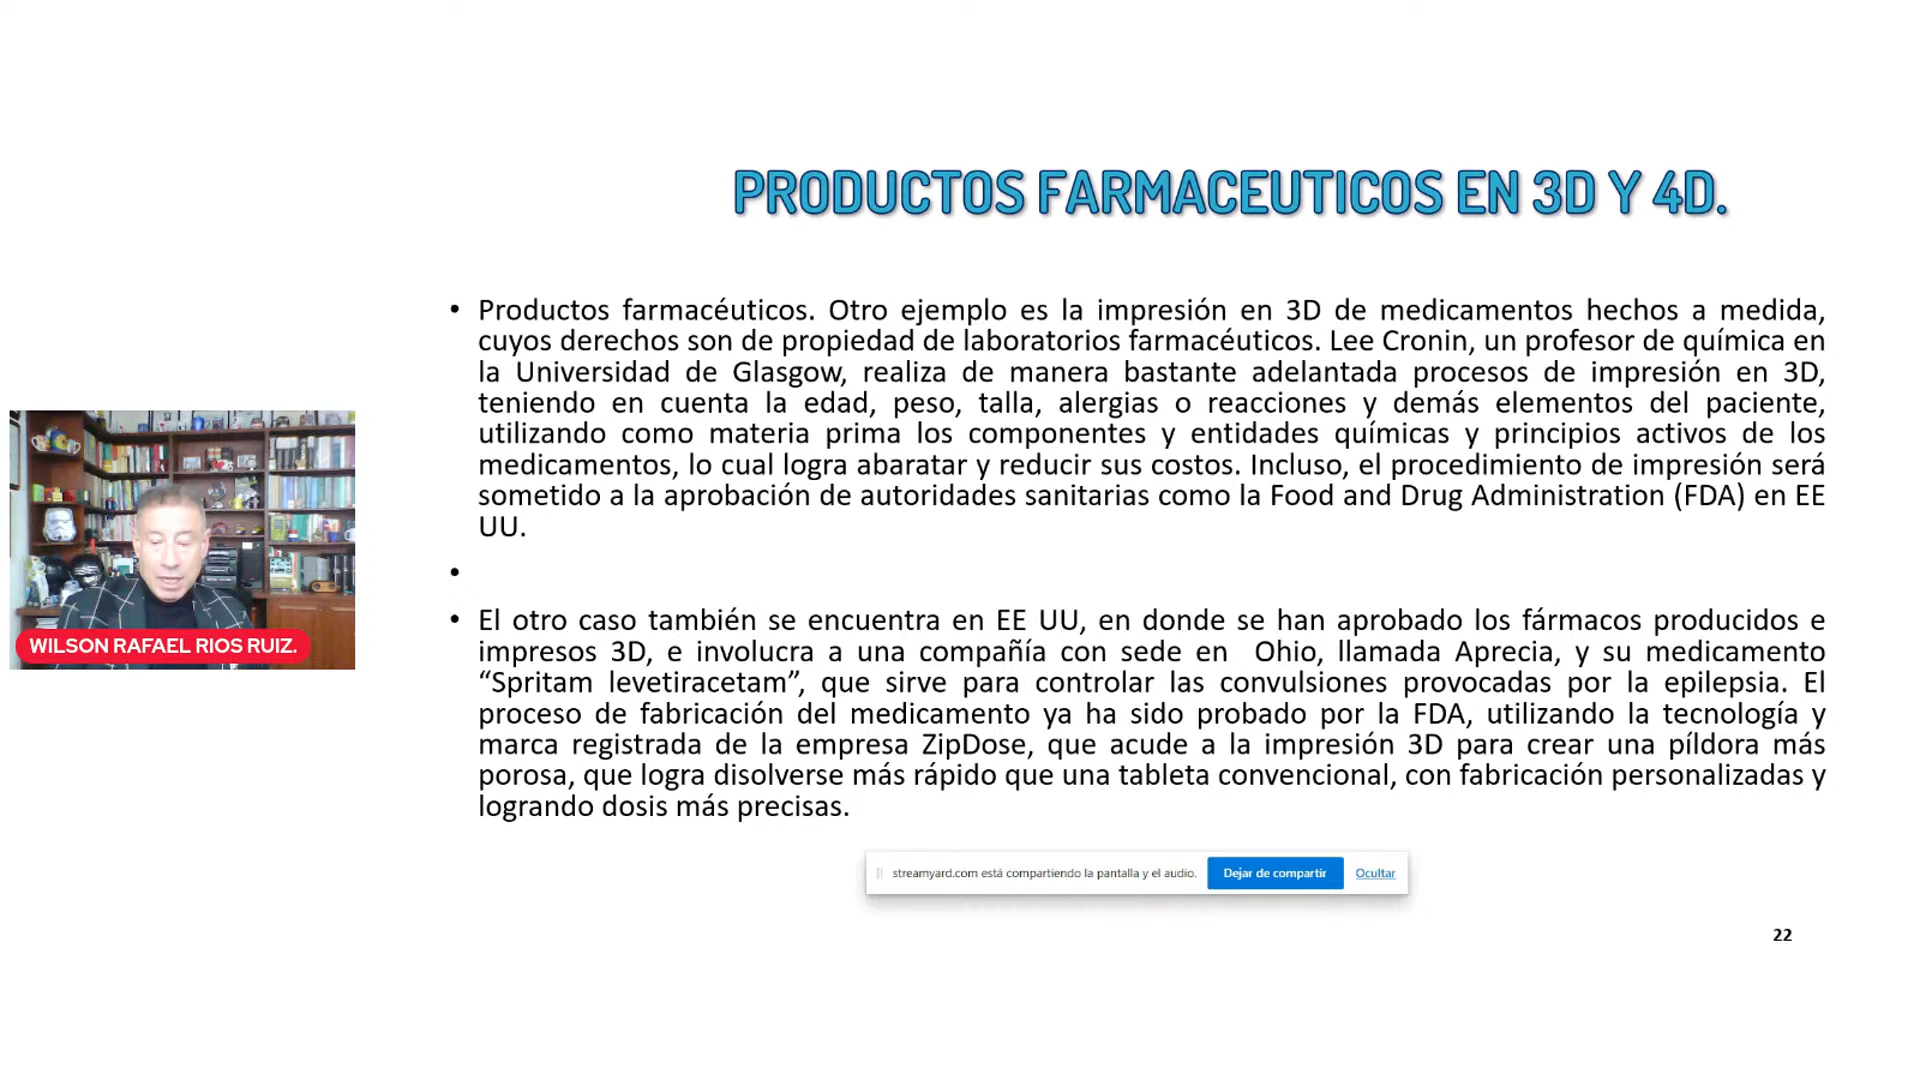 PRODUCTOS FARMACEUTICOS EN 3D Y 4D.
• Productos farmacéuticos. Otro ejemplo es la impresión en 3D de medicamentos hechos a medida,
cuyos derechos son de propiedad de laboratorios farmacéuticos. Lee Cronin, un profesor de química en
la Universidad de Glasgow, realiza de manera bastante adelantada procesos de impresión en 3D,
teniendo en cuenta la edad, peso, talla, alergias o reacciones y demás elementos del paciente,
utilizando como materia prima los componentes y entidades químicas y principios activos de los
medicamentos, lo cual logra abaratar y reducir sus costos. Incluso, el procedimiento de impresión será
sometido a la aprobación de autoridades sanitarias como la Food and Drug Administration (FDA) en EE
UU.
•
• El otro caso también se encuentra en EE UU, en donde se han aprobado los fármacos producidos e
impresos 3D, e involucra a una compañía con sede en Ohio, llamada Aprecia, y su medicamento
“Spritam levetiracetam”, que sirve para controlar las convulsiones provocadas por la epilepsia. El
proceso de fabricación del medicamento ya ha sido probado por la FDA, utilizando la tecnología y
marca registrada de la empresa ZipDose, que acude a la impresión 3D para crear una píldora más
porosa, que logra disolverse más rápido que una tableta convencional, con fabricación personalizadas y
logrando dosis más precisas.
WILSON RAFAEL RIOS RUIZ.
streamyard.com está compartiendo la pantalla y el audio.
Dejar de compartir
Ocultar
22